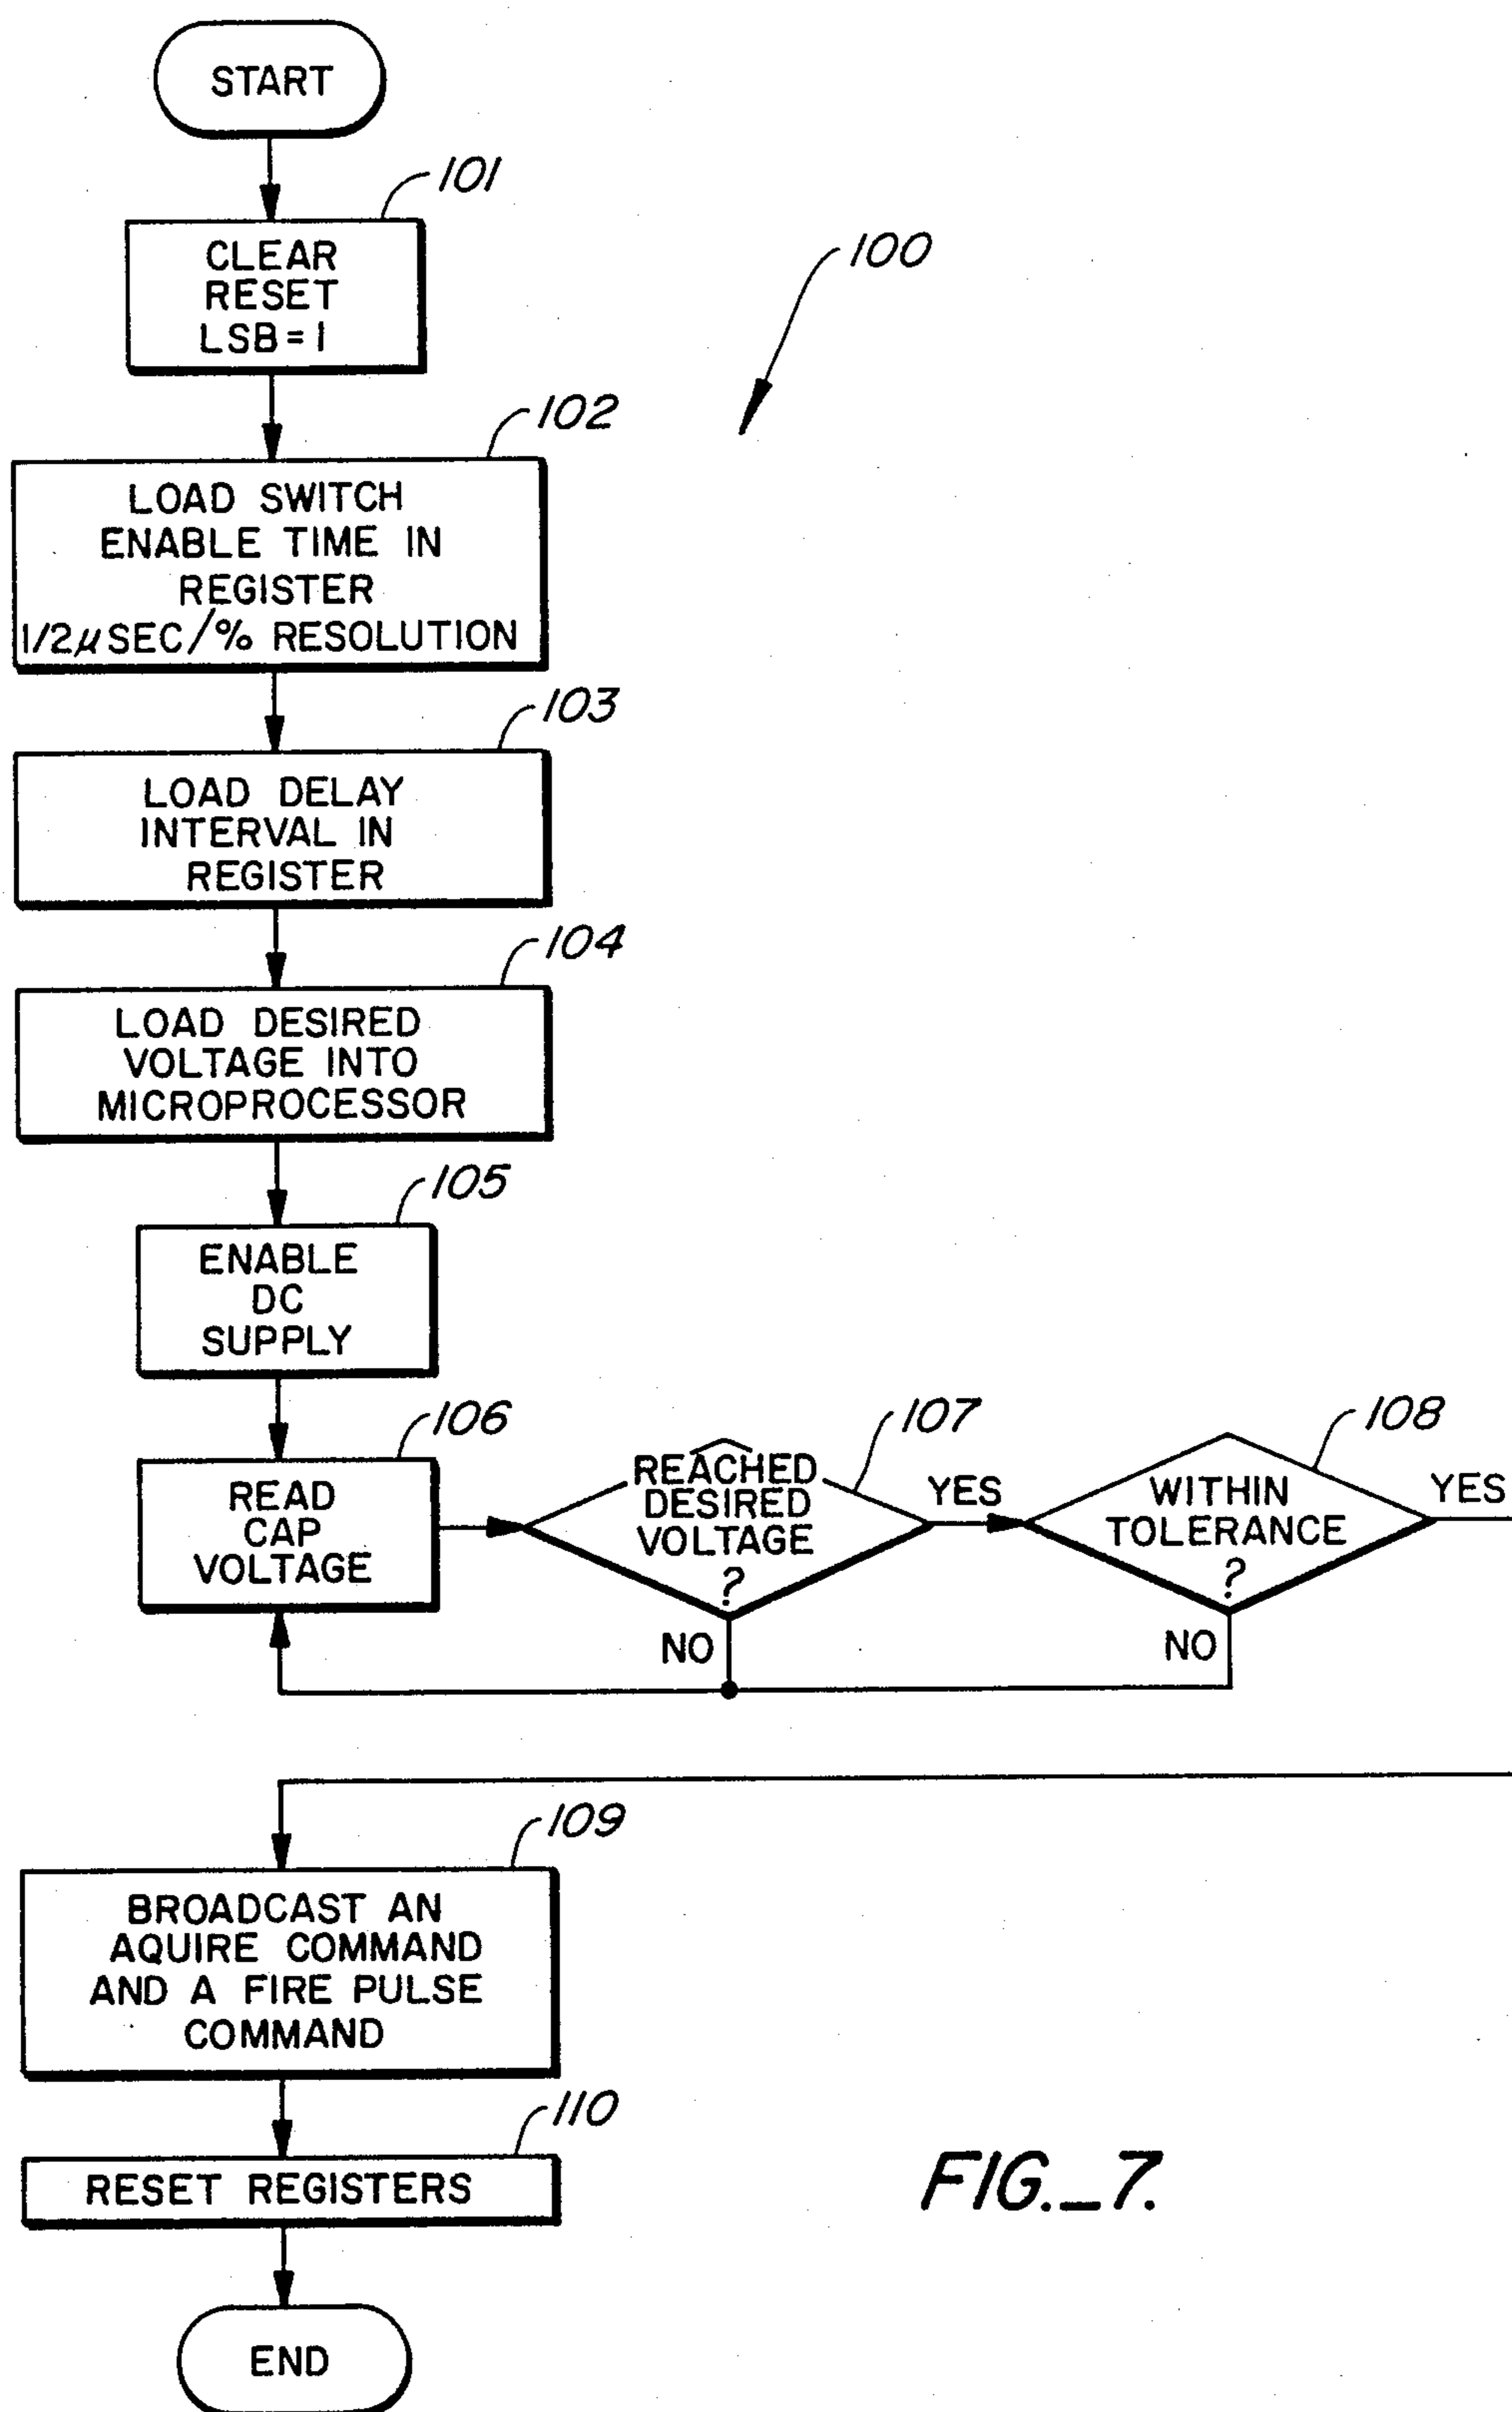 START
101
CLEAR
RESET
LSB=1
100
102
LOAD SWITCH
ENABLE TIME IN
REGISTER
1/2μSEC/% RESOLUTION
103
LOAD DELAY
INTERVAL IN
REGISTER
104
LOAD DESIRED
VOLTAGE INTO
MICROPROCESSOR
105
ENABLE
DC
SUPPLY
106
READ
CAP
VOLTAGE
107
REACHED
DESIRED
VOLTAGE
?
YES
NO
108
WITHIN
TOLERANCE
?
YES
NO
109
BROADCAST AN
AQUIRE COMMAND
AND A FIRE PULSE
COMMAND
110
RESET REGISTERS
END
FIG._7.